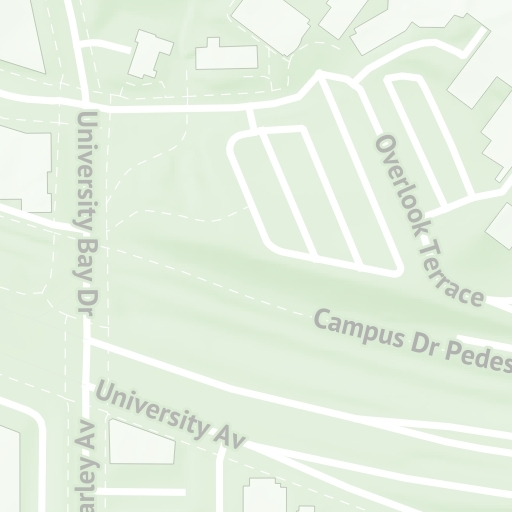 University Bay Dr
Overlook Terrace
Campus Dr Pedes
University Av
arley Av